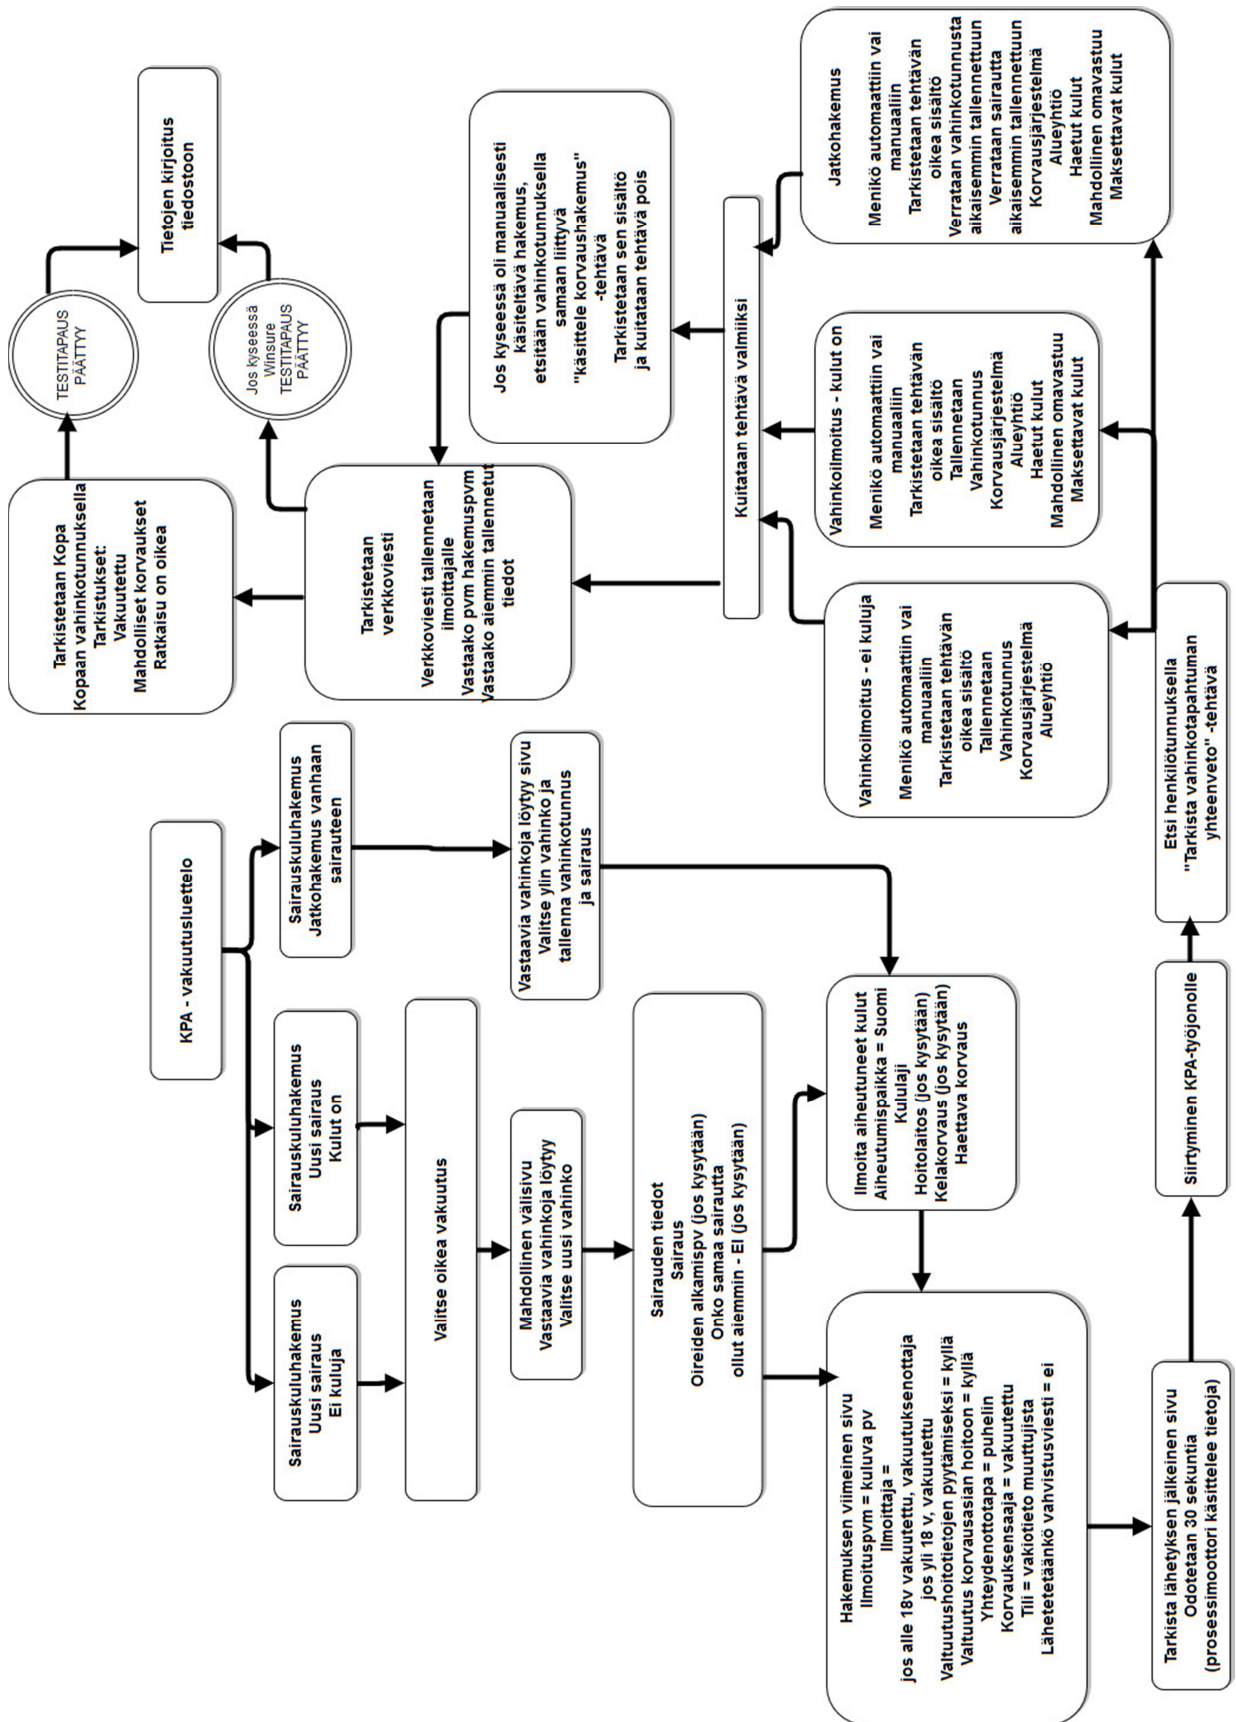 KPA - vakuutusluettelo
Sairauskuluhakemus
Uusi sairaus
Ei kuluja
Sairauskuluhakemus
Uusi sairaus
Kulut on
Sairauskuluhakemus
Jatkohakemus vanhaan
sairauteen
Valitse oikea vakuutus
Mahdollinen välisivu
Vastaavia vahinkoja löytyy
Valitse uusi vahinko
Vastaavia vahinkoja löytyy sivu
Valitse ylin vahinko ja
tallenna vahinkotunnus
ja sairaus
Sairauden tiedot
Sairaus
Oireiden alkamispv (jos kysytään)
Onko samaa sairautta
ollut aiemmin - EI (jos kysytään)
Ilmoita aiheutuneet kulut
Aiheutumispaikka = Suomi
Kululaji
Hoitolaitos (jos kysytään)
Kelakorvaus (jos kysytään)
Haettava korvaus
Hakemuksen viimeinen sivu
Ilmoituspvm = kuluva pv
Ilmoittaja =
jos alle 18v vakuutettu, vakuutuksenottaja
jos yli 18 v, vakuutettu
Valtuutushoitotietojen pyytämiseksi = kyllä
Valtuutus korvausasian hoitoon = kyllä
Yhteydenottotapa = puhelin
Korvauksensaaja = vakuutettu
Tili = vakiotieto muuttujista
Lähetetäänkö vahvistusviesti = ei
Tarkista lähetyksen jälkeinen sivu
Odotetaan 30 sekuntia
(prosessimoottori käsittelee tietoja)
Siirtyminen KPA-työjonolle
Etsi henkilötunnuksella
"Tarkista vahinkotapahtuman
yhteenveto" -tehtävä
Vahinkoilmoitus - ei kuluja
Menikö automaattiin vai
manuaaliin
Tarkistetaan tehtävän
oikea sisältö
Tallennetaan
Vahinkotunnus
Korvausjärjestelmä
Alueyhtiö
Vahinkoilmoitus - kulut on
Menikö automaattiin vai
manuaaliin
Tarkistetaan tehtävän
oikea sisältö
Tallennetaan
Vahinkotunnus
Korvausjärjestelmä
Alueyhtiö
Haetut kulut
Mahdollinen omavastuu
Maksettavat kulut
Jatkohakemus
Menikö automaattiin vai
manuaaliin
Tarkistetaan tehtävän
oikea sisältö
Verrataan vahinkotunnusta
aikaisemmin tallennettuun
Verrataan sairautta
aikaisemmin tallennettuun
Korvausjärjestelmä
Alueyhtiö
Haetut kulut
Mahdollinen omavastuu
Maksettavat kulut
Kuitataan tehtävä valmiiksi
Jos kyseessä oli manuaalisesti
käsiteltävä hakemus,
etsitään vahinkotunnuksella
samaan liittyvä
"käsittele korvaushakemus"
-tehtävä
Tarkistetaan sen sisältö
ja kuitataan tehtävä pois
Tarkistetaan
verkkoviesti
Verkkoviesti tallennetaan
ilmoittajalle
Vastaako pvm hakemuspvm
Vastaako aiemmin tallennetut
tiedot
Tarkistetaan Kopa
Kopaan vahinkotunnuksella
Tarkistukset:
Vakuutettu
Mahdolliset korvaukset
Ratkaisu on oikea
TESTITAPAUS
PÄÄTTYY
Jos kyseessä
Winsure
TESTITAPAUS
PÄÄTTYY
Tietojen kirjoitus
tiedostoon